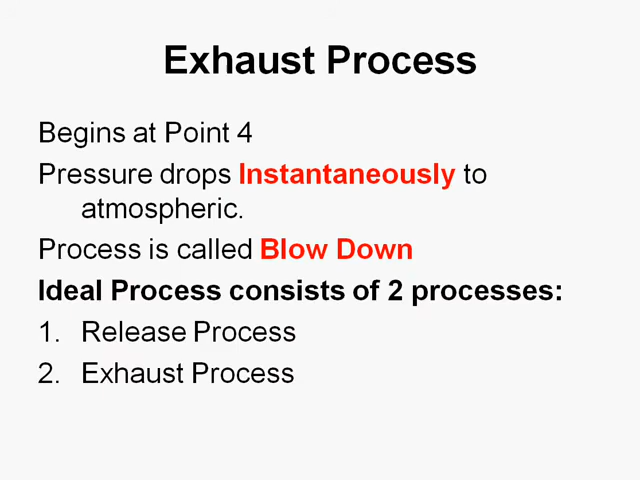 Exhaust Process
Begins at Point 4
Pressure drops Instantaneously to
atmospheric.
Process is called Blow Down
Ideal Process consists of 2 processes:
1. Release Process
2. Exhaust Process